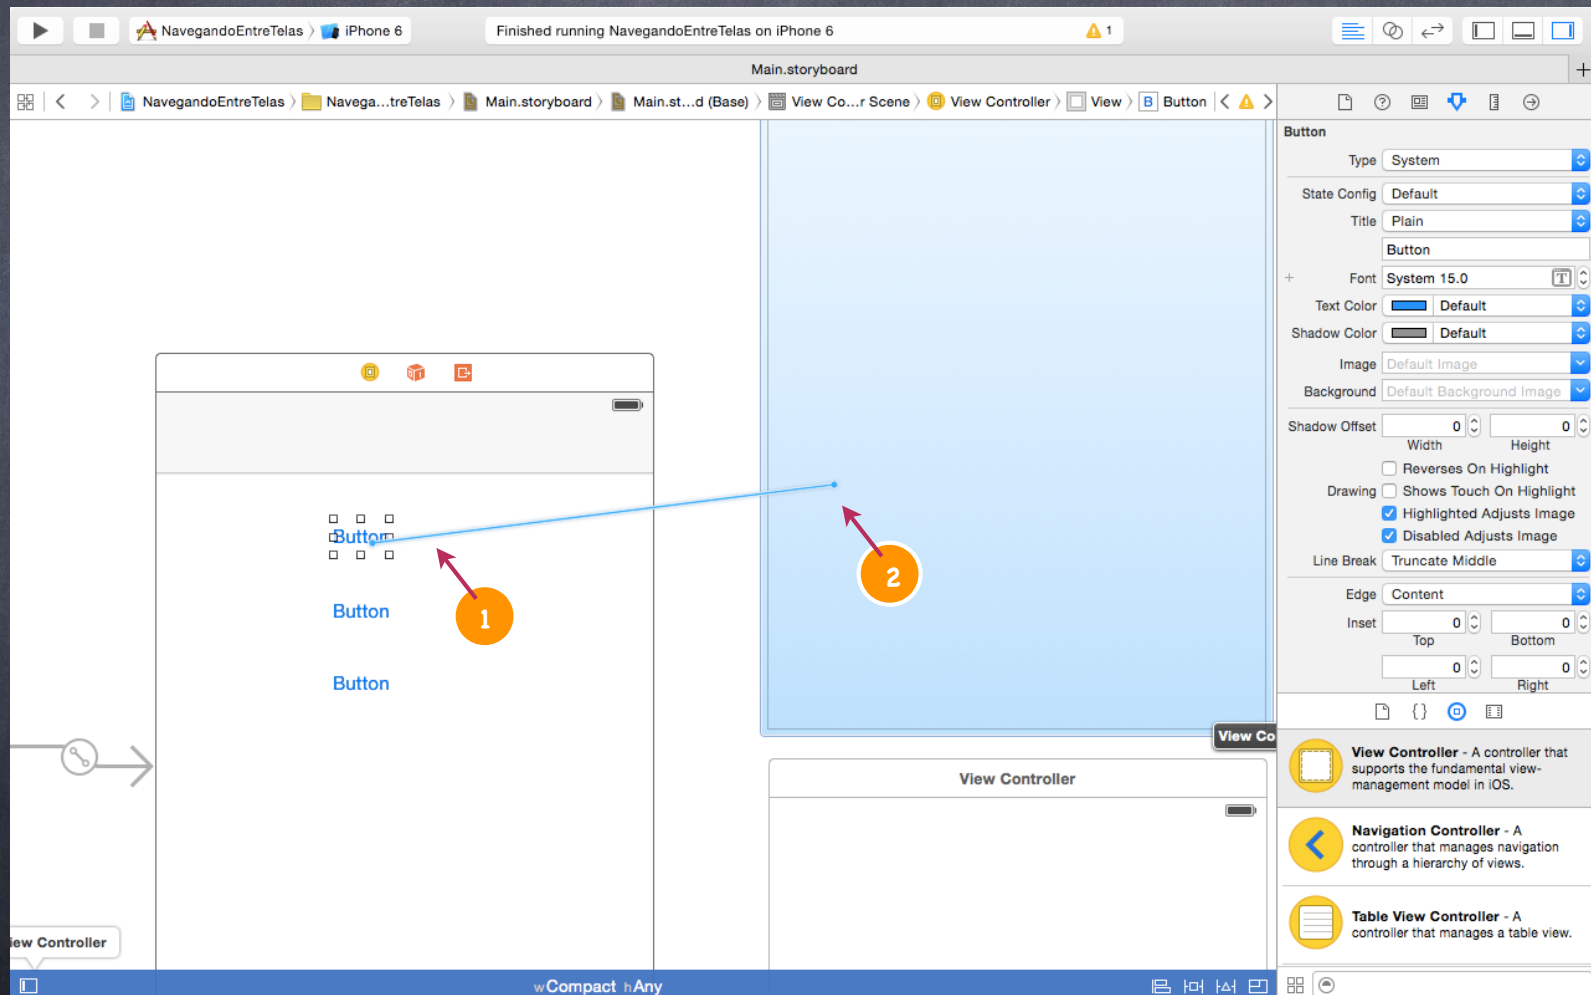 NavegandoEntreTelas
iPhone 6
Finished running NavegandoEntreTelas on iPhone 6
1
Main.storyboard
+
NavegandoEntreTelas
Navega...treTelas
Main.storyboard
Main.st...d (Base)
View Co...r Scene
View Controller
View
B Button
Button
Type System
State Config Default
Title Plain
Button
+ Font System 15.0 T
Text Color Default
Shadow Color Default
Image Default Image
Background Default Background Image
Shadow Offset 0 0
Width Height
Reverses On Highlight
Drawing Shows Touch On Highlight
Highlighted Adjusts Image
Disabled Adjusts Image
Line Break Truncate Middle
Edge Content
Inset 0 0
Top Bottom
0 0
Left Right
{}
View Controller - A controller that
supports the fundamental view-
management model in iOS.
Navigation Controller - A
controller that manages navigation
through a hierarchy of views.
Table View Controller - A
controller that manages a table view.
Button
1
2
Button
Button
View Co
View Controller
iew Controller
wCompact hAny